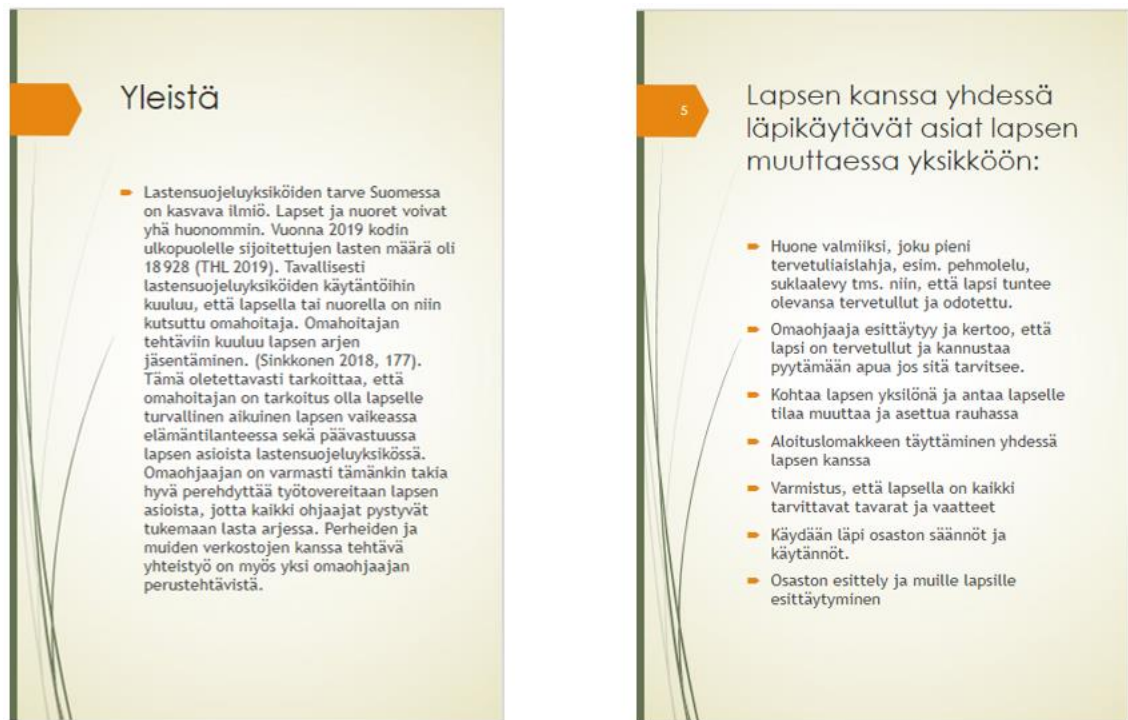 Yleistä
Lastensuojeluyksiköiden tarve Suomessa
on kasvava ilmiö. Lapset ja nuoret voivat
yhä huonommin. Vuonna 2019 kodin
ulkopuolelle sijoitettujen lasten määrä oli
18 928 (THL 2019). Tavallisesti
lastensuojeluyksiköiden käytäntöihin
kuuluu, että lapsella tai nuorella on niin
kutsuttu omahoitaja. Omahoitajan
tehtäviin kuuluu lapsen arjen
jäsentäminen. (Sinkkonen 2018, 177).
Tämä oletettavasti tarkoittaa, että
omahoitajan on tarkoitus olla lapselle
turvallinen aikuinen lapsen vaikeassa
elämäntilanteessa sekä päävastuussa
lapsen asioista lastensuojeluyksikössä.
Omaohjaajan on varmasti tämänkin takia
hyvä perehdyttää työtovereitaan lapsen
asioista, jotta kaikki ohjaajat pystyvät
tukemaan lasta arjessa. Perheiden ja
muiden verkostojen kanssa tehtävä
yhteistyö on myös yksi omaohjaajan
perustehtävistä.
5
Lapsen kanssa yhdessä
läpikäytävät asiat lapsen
muuttaessa yksikköön:
Huone valmiiksi, joku pieni
tervetuliaislahja, esim. pehmolelu,
suklaalevy tms. niin, että lapsi tuntee
olevansa tervetullut ja odotettu.
Omaohjaaja esittäytyy ja kertoo, että
lapsi on tervetullut ja kannustaa
pyytämään apua jos sitä tarvitsee.
Kohtaa lapsen yksilönä ja antaa lapselle
tilaa muuttaa ja asettua rauhassa
Aloituslomakkeen täyttäminen yhdessä
lapsen kanssa
Varmistus, että lapsella on kaikki
tarvittavat tavarat ja vaatteet
Käydään läpi osaston säännöt ja
käytännöt.
Osaston esittely ja muille lapsille
esittäytyminen